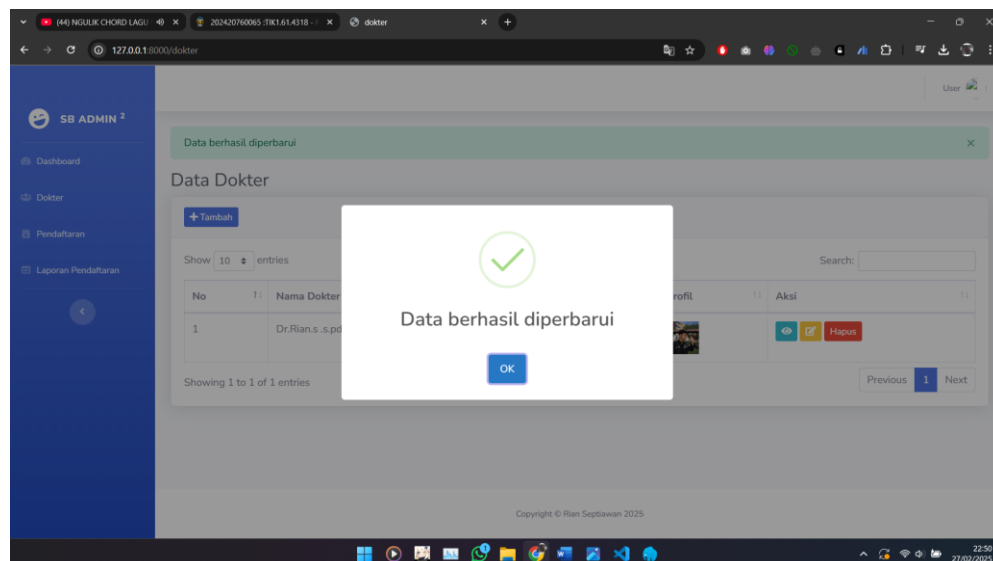 (44) NGULIK CHORD LAGU
202420760065 :TIK1.61.4318 -
dokter
127.0.0.1:8000/dokter
User
SB ADMIN 2
Data berhasil diperbarui
Dashboard
Data Dokter
Dokter
+Tambah
Pendaftaran
Show 10 entries
Search:
Laporan Pendaftaran
No
Nama Dokter
rofil
Aksi
Data berhasil diperbarui
1
Dr.Rian.s .s.pd
Hapus
OK
Showing 1 to 1 of 1 entries
Previous 1 Next
Copyright © Rian Septiawan 2025
22:50
27/02/2025